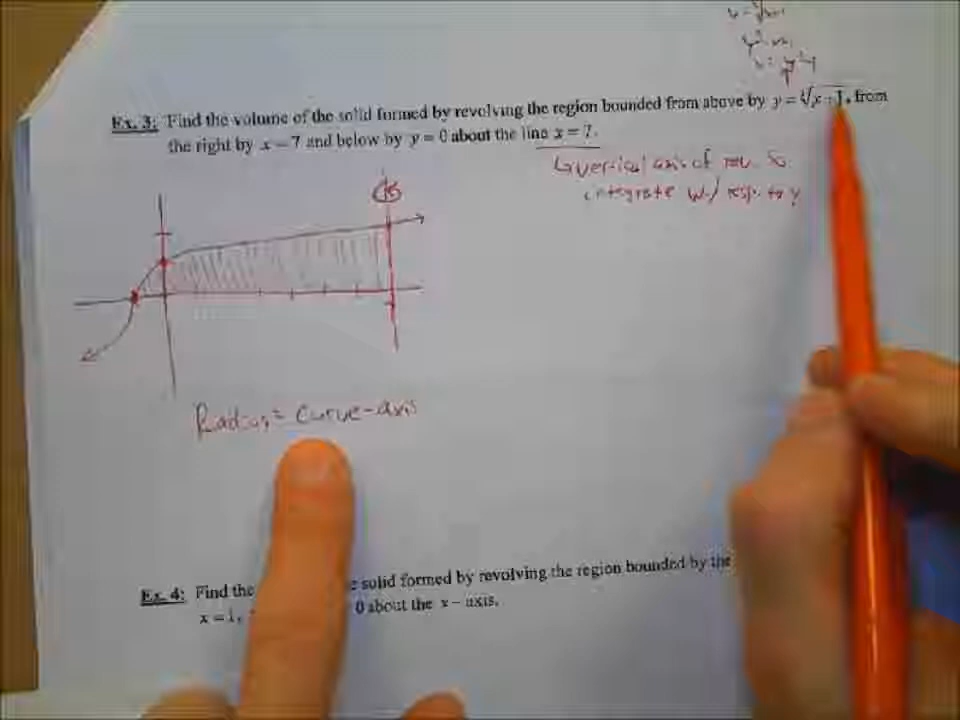 Ex. 3: Find the volume of the solid formed by revolving the region bounded from above by y = ∛x + 1, from
the right by x = 7 and below by y = 0 about the line x = 7.
vertical axis of rev. so
integrate w/ resp. to y
Radius = curve - axis
Ex. 4: Find the solid formed by revolving the region bounded by the
x = 1, 0 about the x - axis.